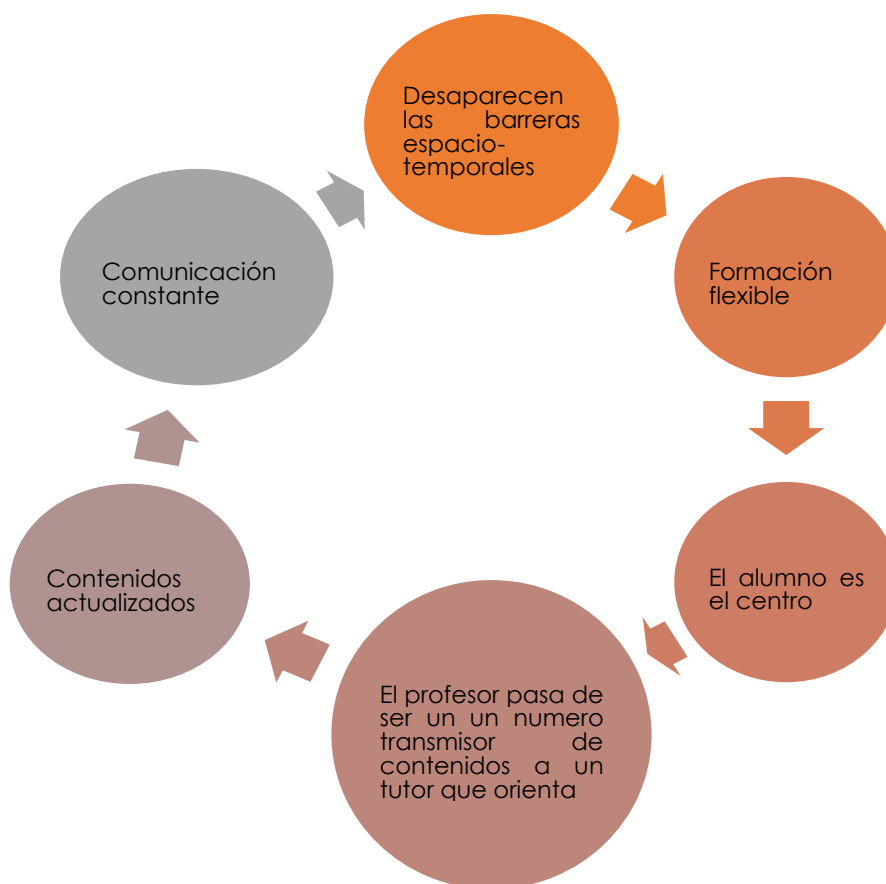 Desaparecen
las barreras
espacio-
temporales
Formación
flexible
El alumno es
el centro
El profesor pasa de
ser un un numero
transmisor de
contenidos a un
tutor que orienta
Contenidos
actualizados
Comunicación
constante